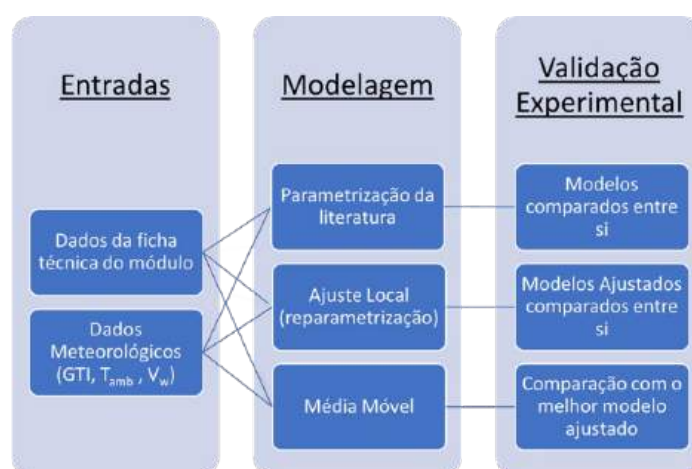 Entradas
Dados da ficha
técnica do módulo
Dados
Meteorológicos
(GTI, Tamb , Vw)
Modelagem
Parametrização da
literatura
Ajuste Local
(reparametrização)
Média Móvel
Validação
Experimental
Modelos
comparados entre
si
Modelos Ajustados
comparados entre
si
Comparação com o
melhor modelo
ajustado